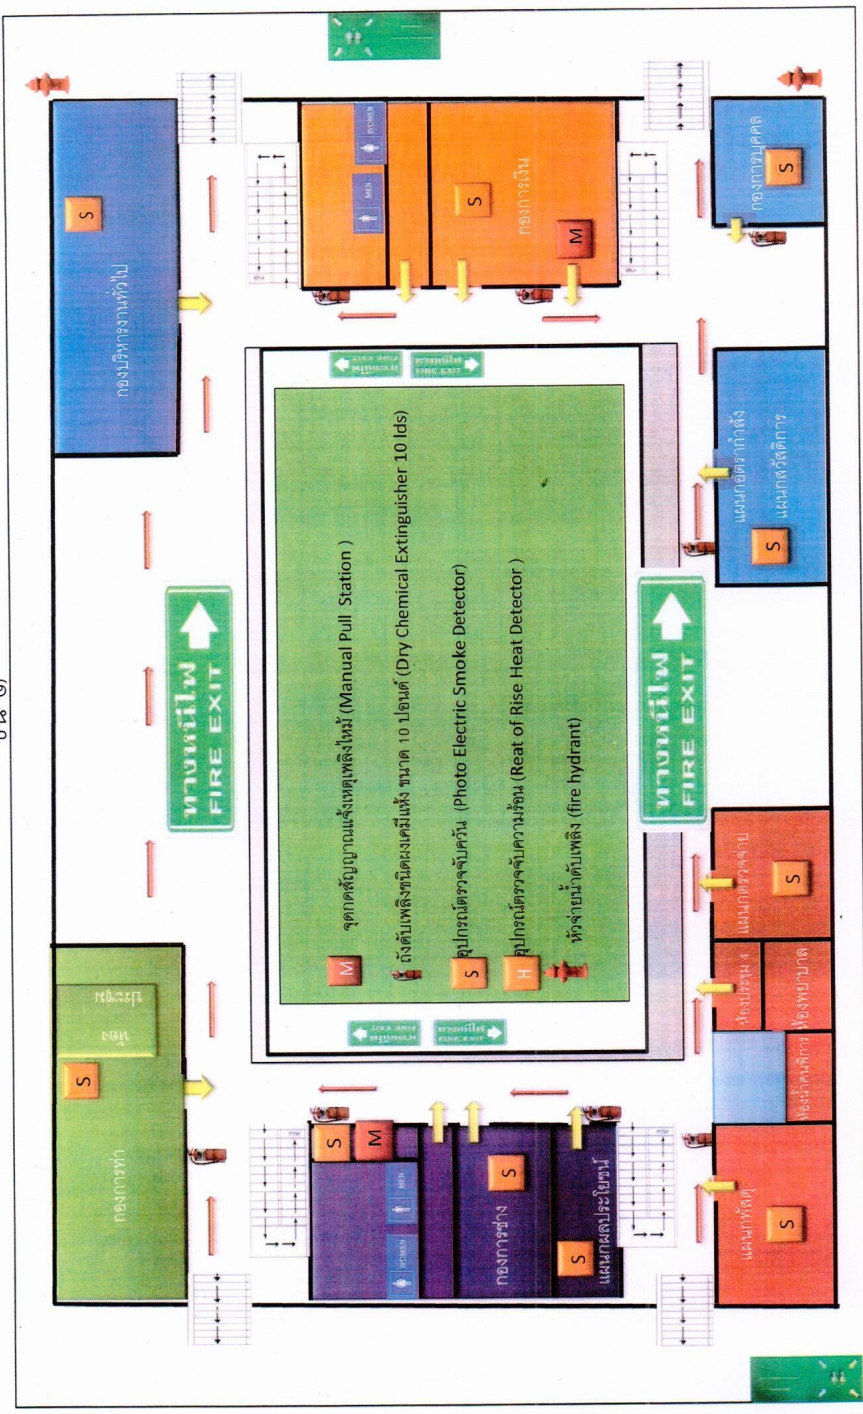 ชั้น ๑
กองการท่า
ห้อง
ประชุม
S
กองบริหารงานทั่วไป
S
ทางหนีไฟ
FIRE EXIT
S
M
WOMEN
MEN
กองการช่าง
S
แผนกผลประโยชน์
S
M จุดกดสัญญาณแจ้งเหตุเพลิงไหม้ (Manual Pull Station )
ถังดับเพลิงชนิดผงเคมีแห้ง ขนาด 10 ปอนด์ (Dry Chemical Extinguisher 10 lds)
S อุปกรณ์ตรวจจับควัน (Photo Electric Smoke Detector)
H อุปกรณ์ตรวจจับความร้อน (Reat of Rise Heat Detector )
หัวจ่ายน้ำดับเพลิง (fire hydrant)
MEN
WOMEN
S
กองการเงิน
M
ทางหนีไฟ
FIRE EXIT
แผนกพัสดุ
S
ห้องน้ำคนพิการ
ห้องประชุม 4
ห้องพยาบาล
แผนกตรวจจ่าย
S
แผนกอัตรากำลัง
แผนกสวัสดิการ
S
กองการบุคคล
S